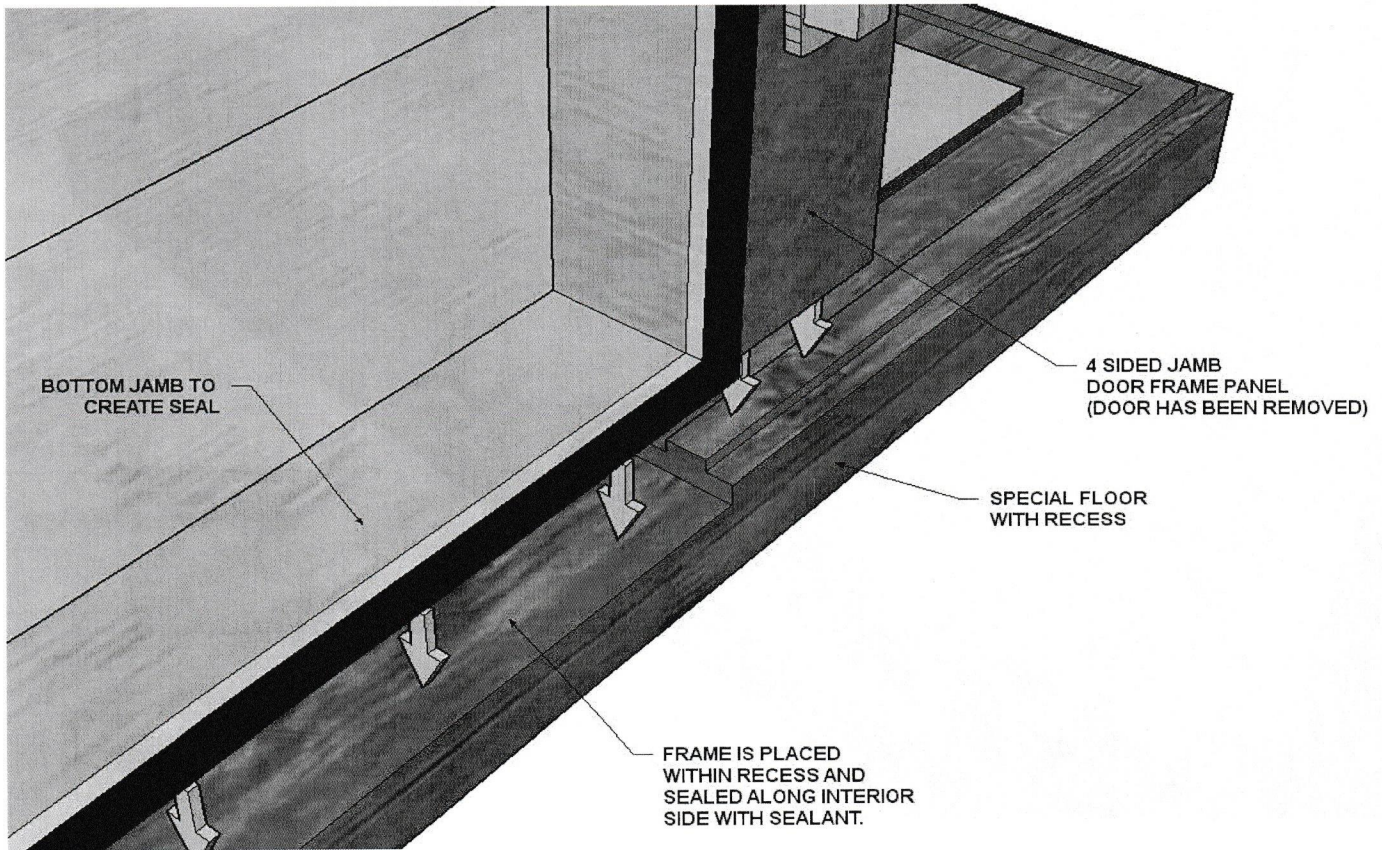 BOTTOM JAMB TO
CREATE SEAL
4 SIDED JAMB
DOOR FRAME PANEL
(DOOR HAS BEEN REMOVED)
SPECIAL FLOOR
WITH RECESS
FRAME IS PLACED
WITHIN RECESS AND
SEALED ALONG INTERIOR
SIDE WITH SEALANT.